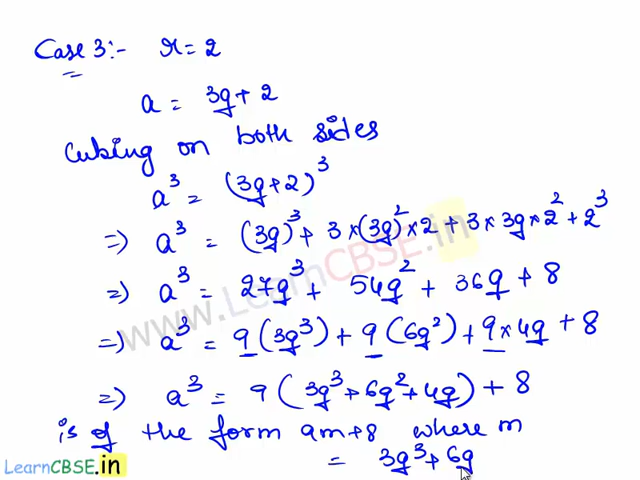 Case 3:- r = 2
a = 3q + 2
Cubing on both sides
a³ = (3q+2)³
⇒ a³ = (3q)³ + 3×(3q)²×2 + 3×3q×2² + 2³
⇒ a³ = 27q³ + 54q² + 36q + 8
⇒ a³ = 9(3q³) + 9(6q²) + 9×4q + 8
⇒ a³ = 9(3q³+6q²+4q) + 8
is of the form 9m+8 where m
= 3q³+6q
www.LearnCBSE.in
LearnCBSE.in